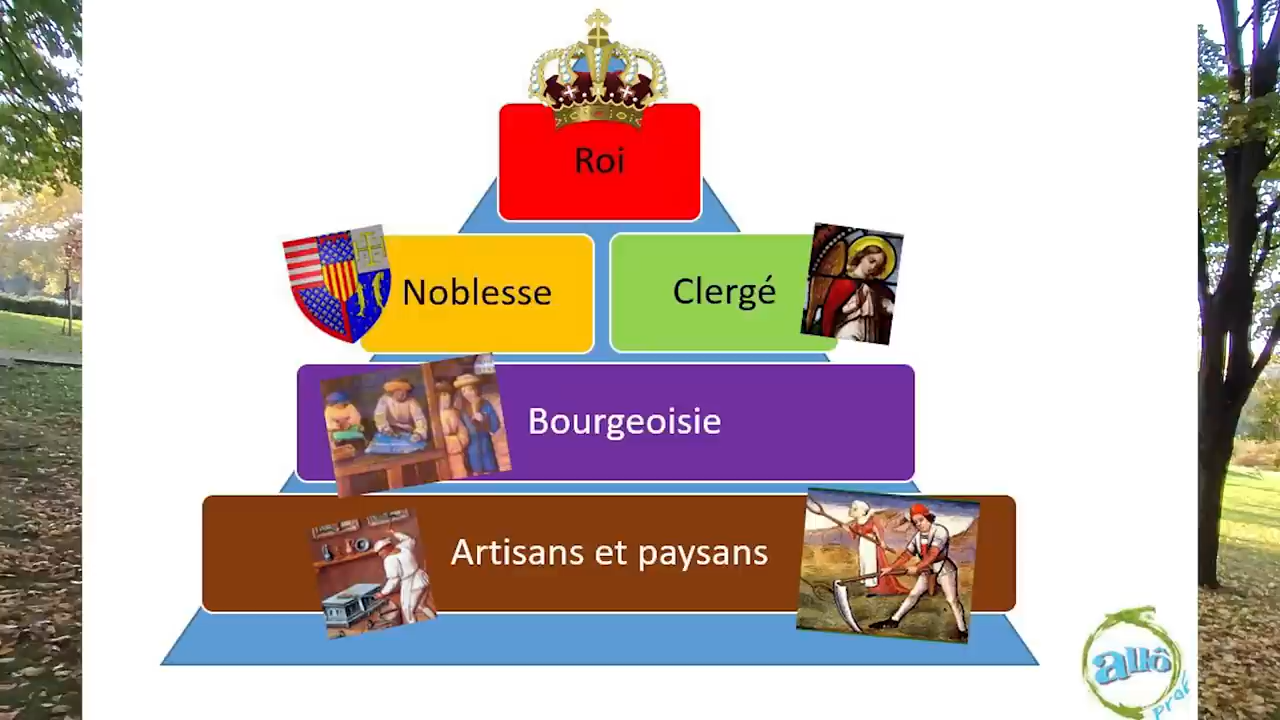 Roi
Noblesse
Clergé
Bourgeoisie
Artisans et paysans
allô
prof